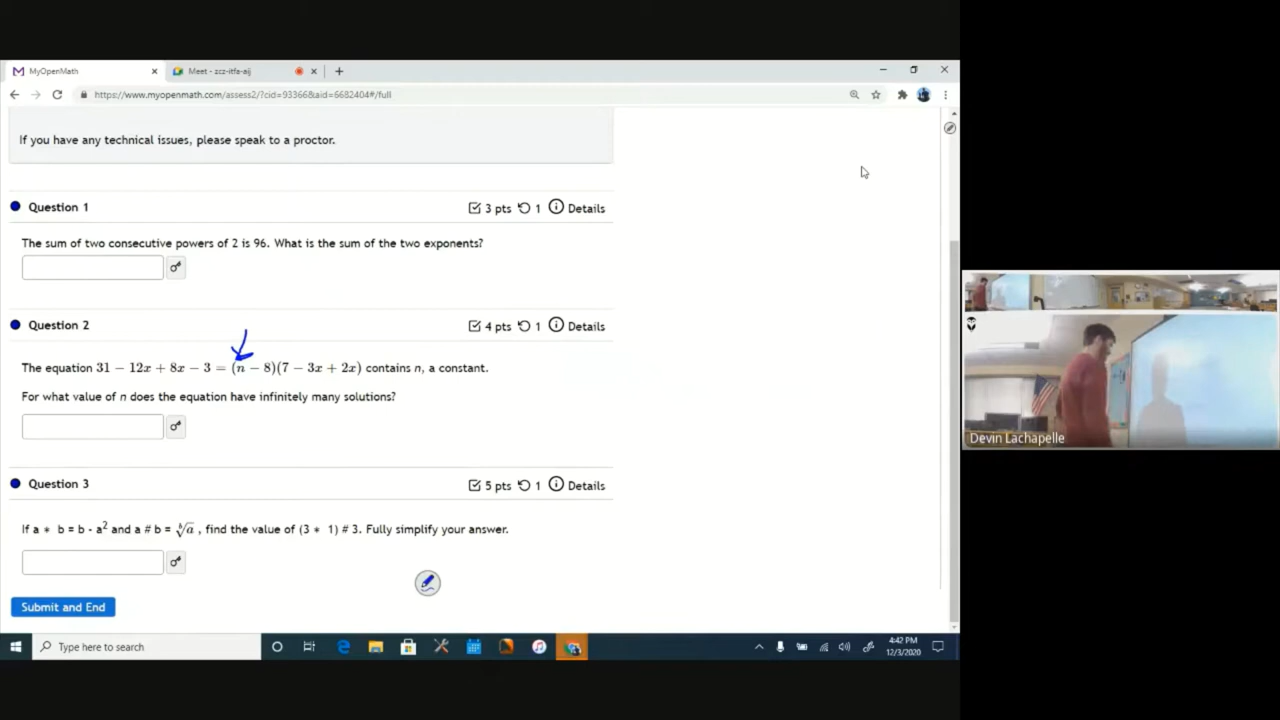 MyOpenMath
Meet - zcz-itfa-aij
https://www.myopenmath.com/assess2/?cid=93366&aid=6682404#/full
If you have any technical issues, please speak to a proctor.
Question 1
3 pts 1 Details
The sum of two consecutive powers of 2 is 96. What is the sum of the two exponents?
Question 2
4 pts 1 Details
The equation 31 − 12x + 8x − 3 = (n − 8)(7 − 3x + 2x) contains n, a constant.
For what value of n does the equation have infinitely many solutions?
Question 3
5 pts 1 Details
If a * b = b - a² and a # b = ᵇ√a , find the value of (3 * 1) # 3. Fully simplify your answer.
Submit and End
Type here to search
4:42 PM
12/3/2020
Devin Lachapelle